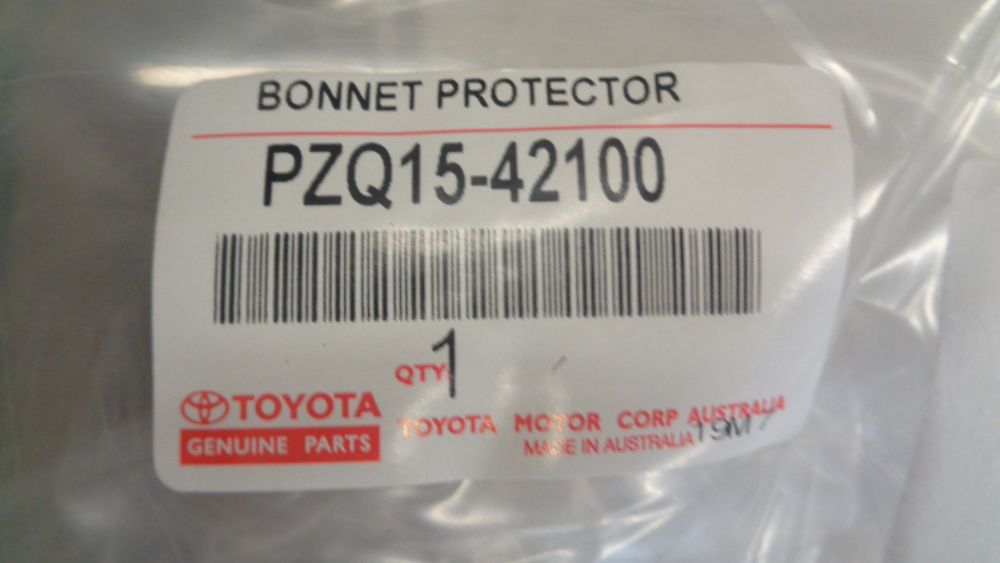 BONNET PROTECTOR
PZQ15-42100
QTY: 1
TOYOTA
GENUINE PARTS
TOYOTA MOTOR CORP AUSTRALIA
MADE IN AUSTRALIA